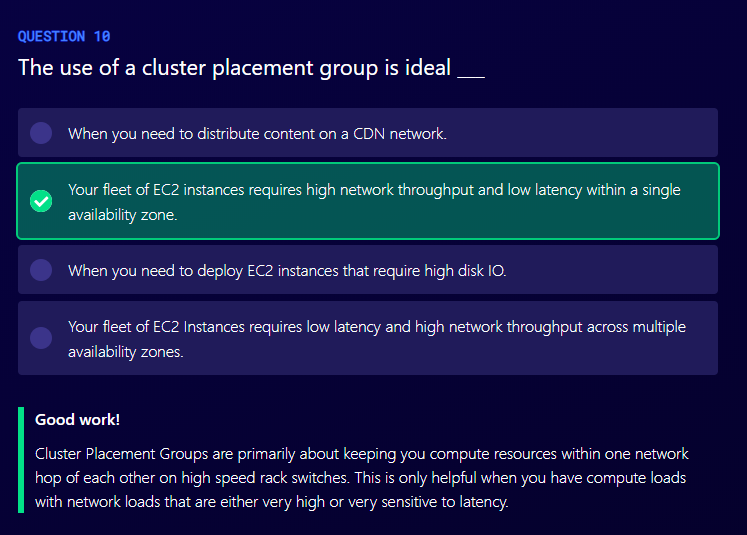 QUESTION 10
The use of a cluster placement group is ideal ___
When you need to distribute content on a CDN network.
Your fleet of EC2 instances requires high network throughput and low latency within a single
availability zone.
When you need to deploy EC2 instances that require high disk IO.
Your fleet of EC2 Instances requires low latency and high network throughput across multiple
availability zones.
Good work!
Cluster Placement Groups are primarily about keeping you compute resources within one network
hop of each other on high speed rack switches. This is only helpful when you have compute loads
with network loads that are either very high or very sensitive to latency.